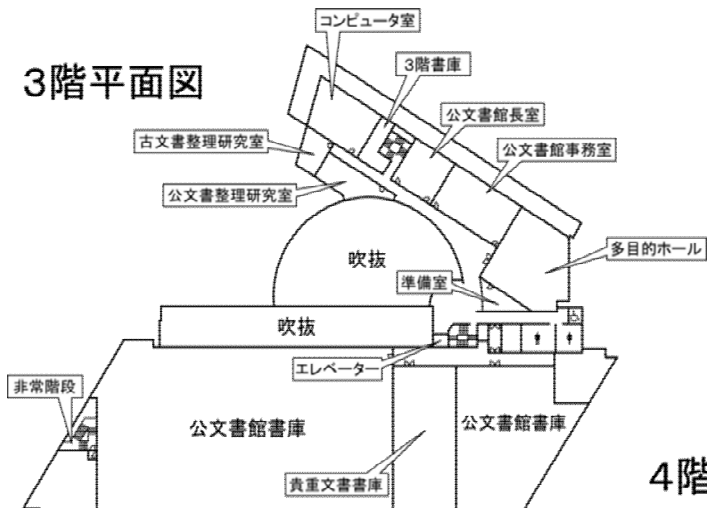 コンピュータ室
3階平面図
3階書庫
公文書館長室
古文書整理研究室
公文書館事務室
公文書整理研究室
吹抜
多目的ホール
準備室
吹抜
エレベーター
非常階段
公文書館書庫
公文書館書庫
貴重文書書庫
4階